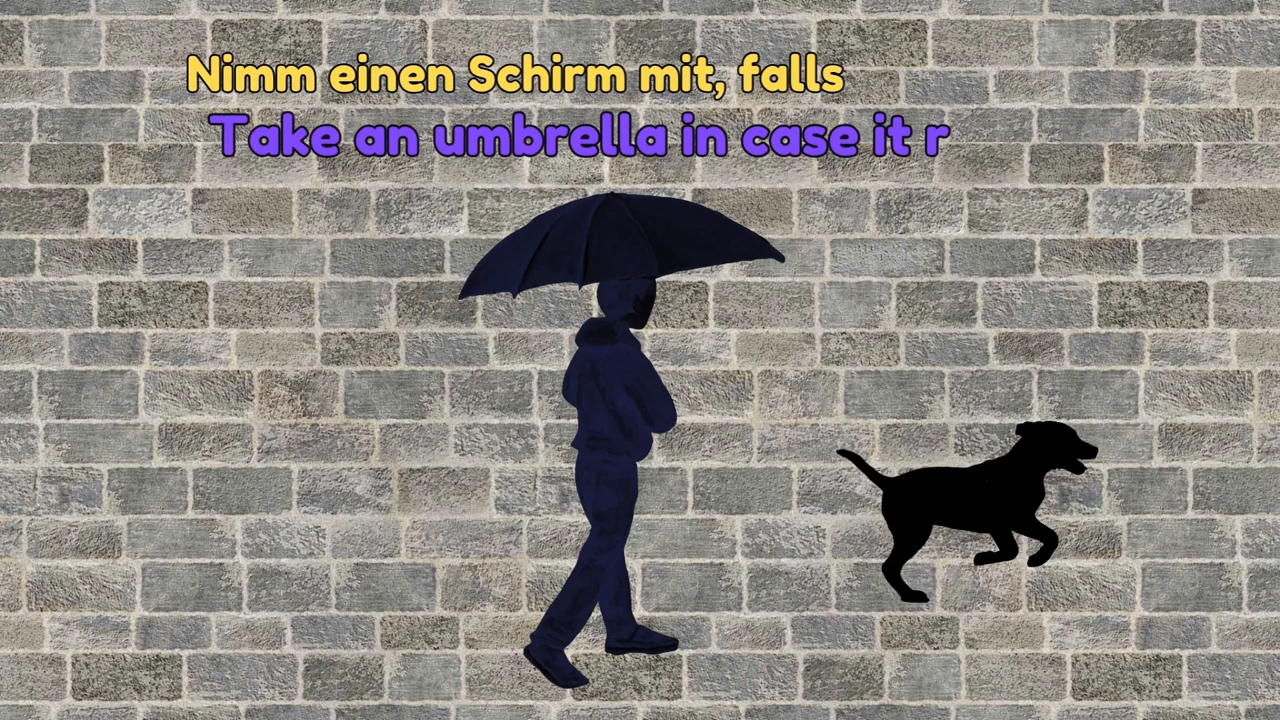 Nimm einen Schirm mit, falls
Take an umbrella in case it r